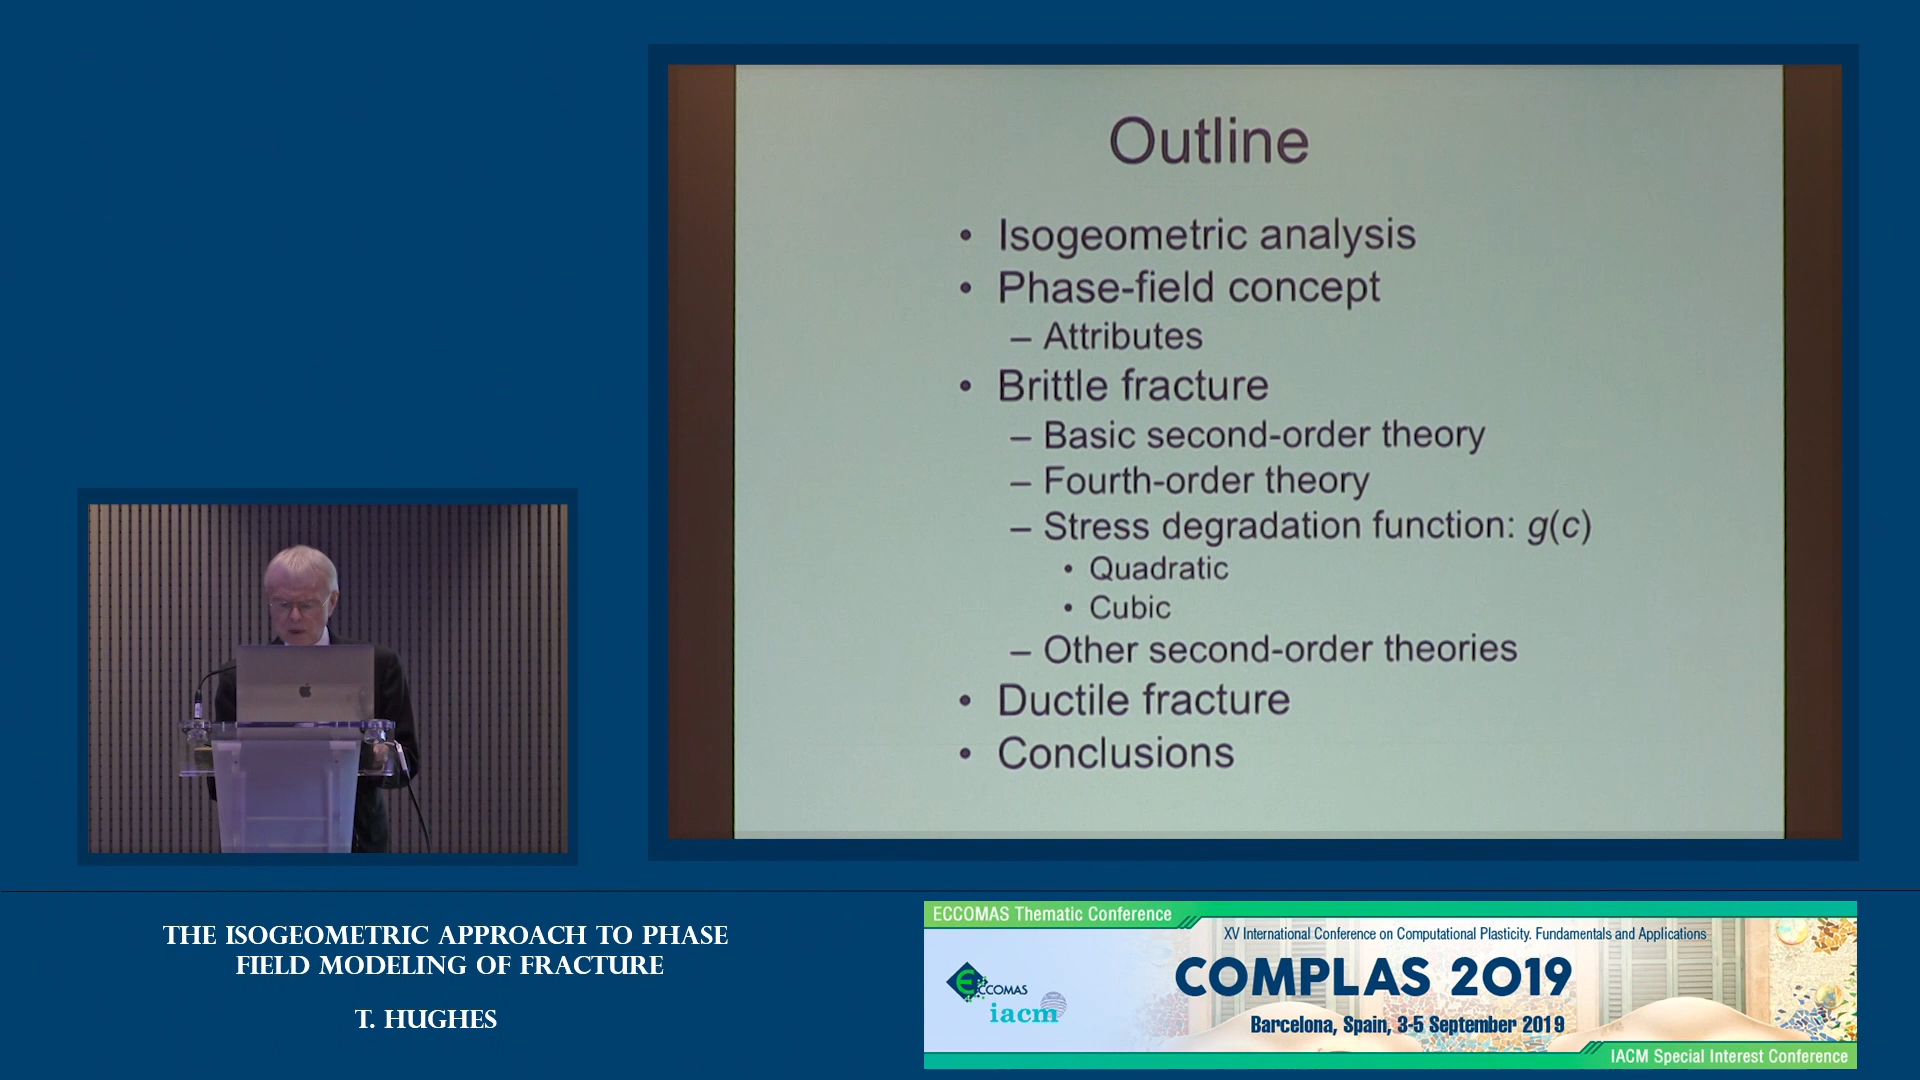 Outline
• Isogeometric analysis
• Phase-field concept
– Attributes
• Brittle fracture
– Basic second-order theory
– Fourth-order theory
– Stress degradation function: g(c)
• Quadratic
• Cubic
– Other second-order theories
• Ductile fracture
• Conclusions
THE ISOGEOMETRIC APPROACH TO PHASE
FIELD MODELING OF FRACTURE
T. HUGHES
ECCOMAS Thematic Conference
XV International Conference on Computational Plasticity. Fundamentals and Applications
COMPLAS 2019
ECCOMAS
iacm
Barcelona, Spain, 3-5 September 2019
IACM Special Interest Conference